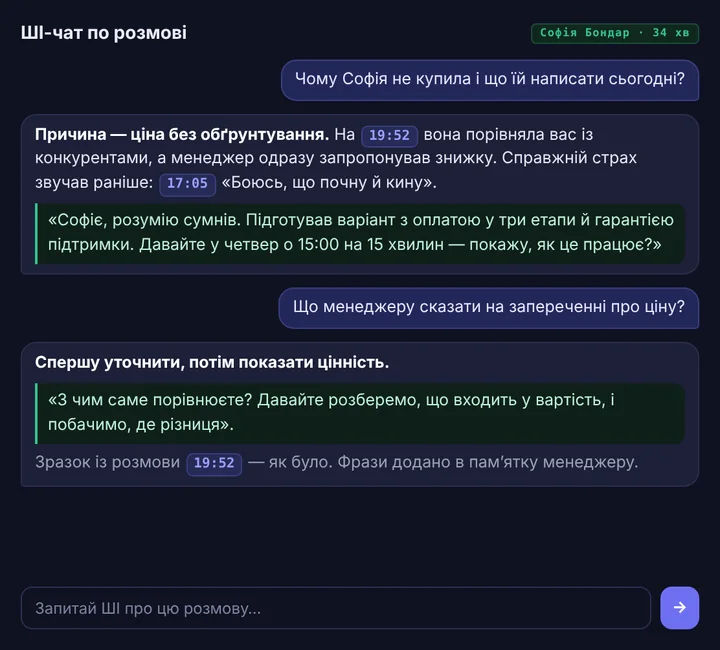 ШІ-чат по розмові
Софія Бондар · 34 хв
Чому Софія не купила і що їй написати сьогодні?
Причина — ціна без обґрунтування. На 19:52 вона порівняла вас із
конкурентами, а менеджер одразу запропонував знижку. Справжній страх
звучав раніше: 17:05 «Боюсь, що почну й кину».
«Софіє, розумію сумнів. Підготував варіант з оплатою у три етапи й гарантією
підтримки. Давайте у четвер о 15:00 на 15 хвилин — покажу, як це працює?»
Що менеджеру сказати на запереченні про ціну?
Спершу уточнити, потім показати цінність.
«З чим саме порівнюєте? Давайте розберемо, що входить у вартість, і
побачимо, де різниця».
Зразок із розмови 19:52 — як було. Фрази додано в пам’ятку менеджеру.
Запитай ШІ про цю розмову...